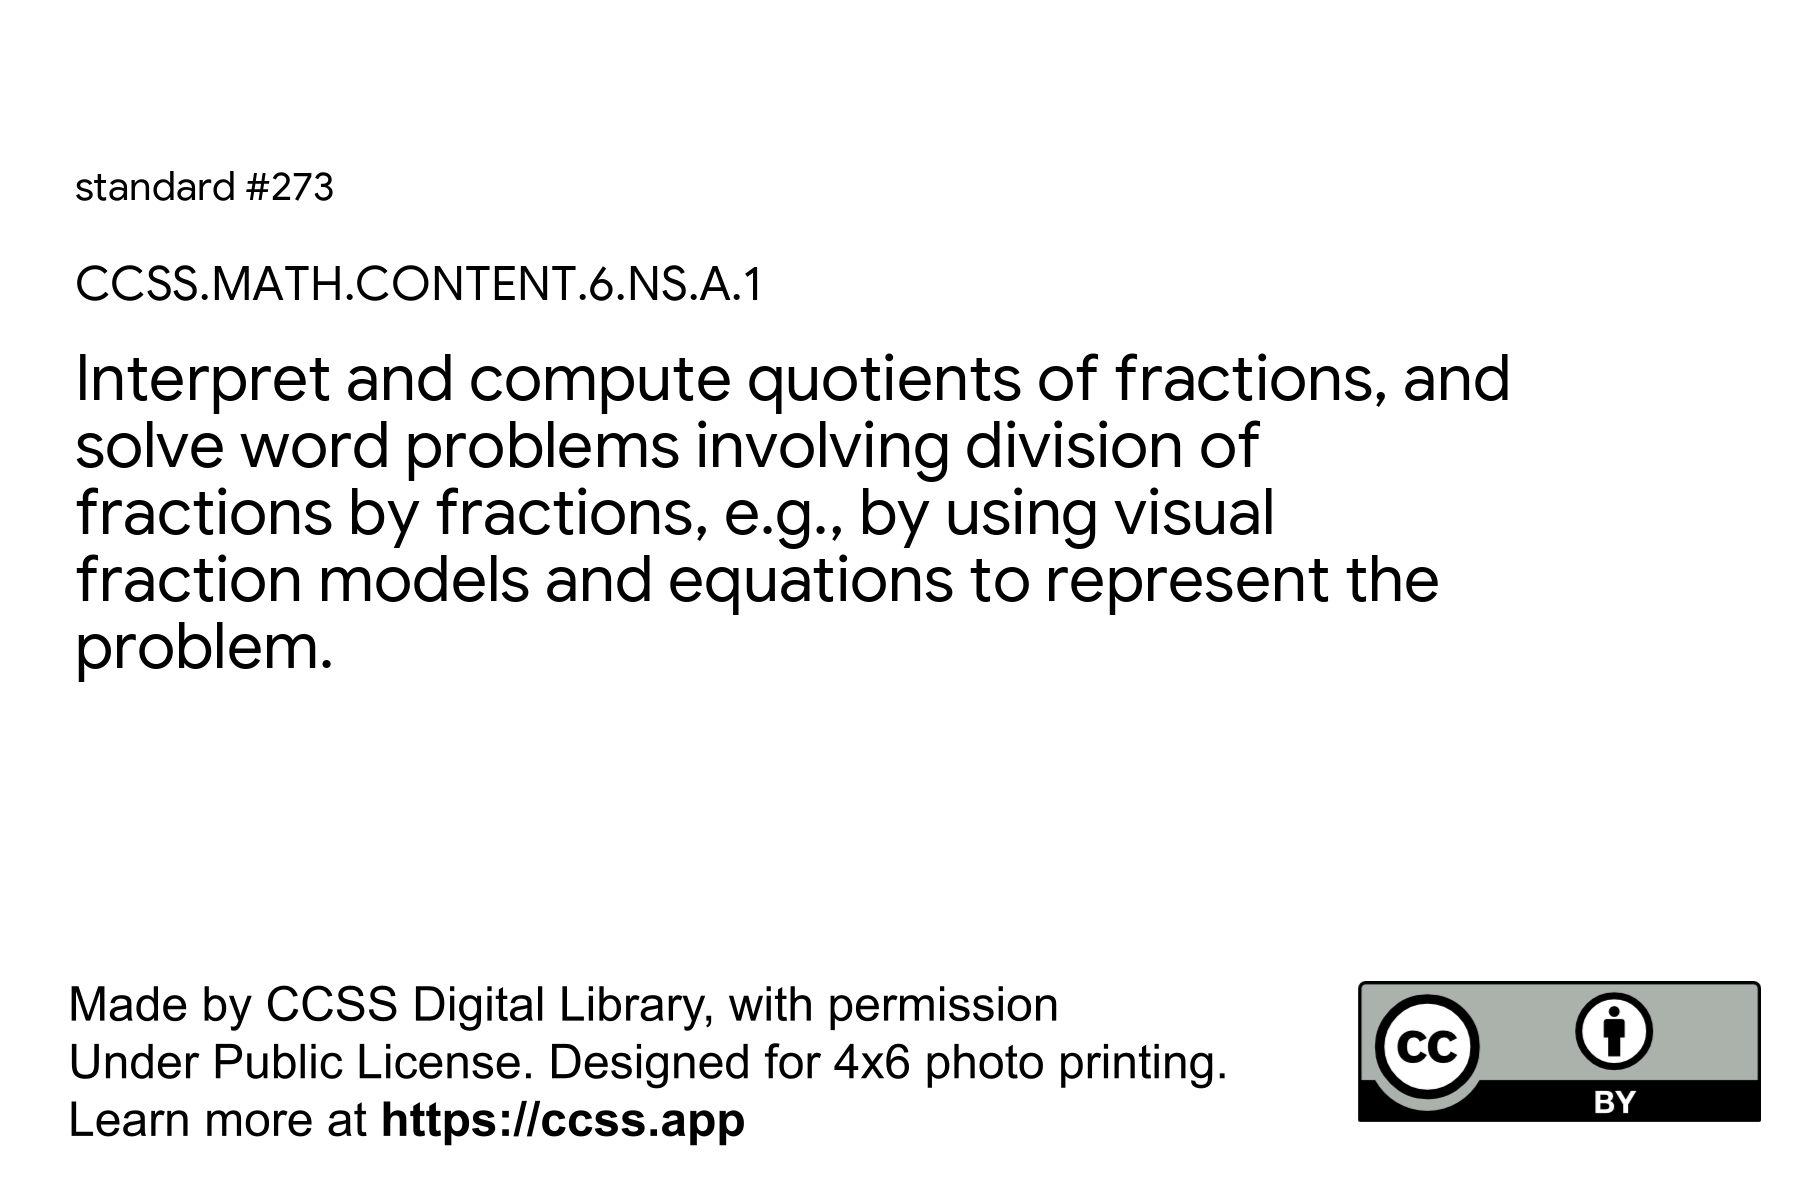 standard #273
CCSS.MATH.CONTENT.6.NS.A.1
Interpret and compute quotients of fractions, and
solve word problems involving division of
fractions by fractions, e.g., by using visual
fraction models and equations to represent the
problem.
Made by CCSS Digital Library, with permission
Under Public License. Designed for 4x6 photo printing.
Learn more at https://ccss.app
CC
BY